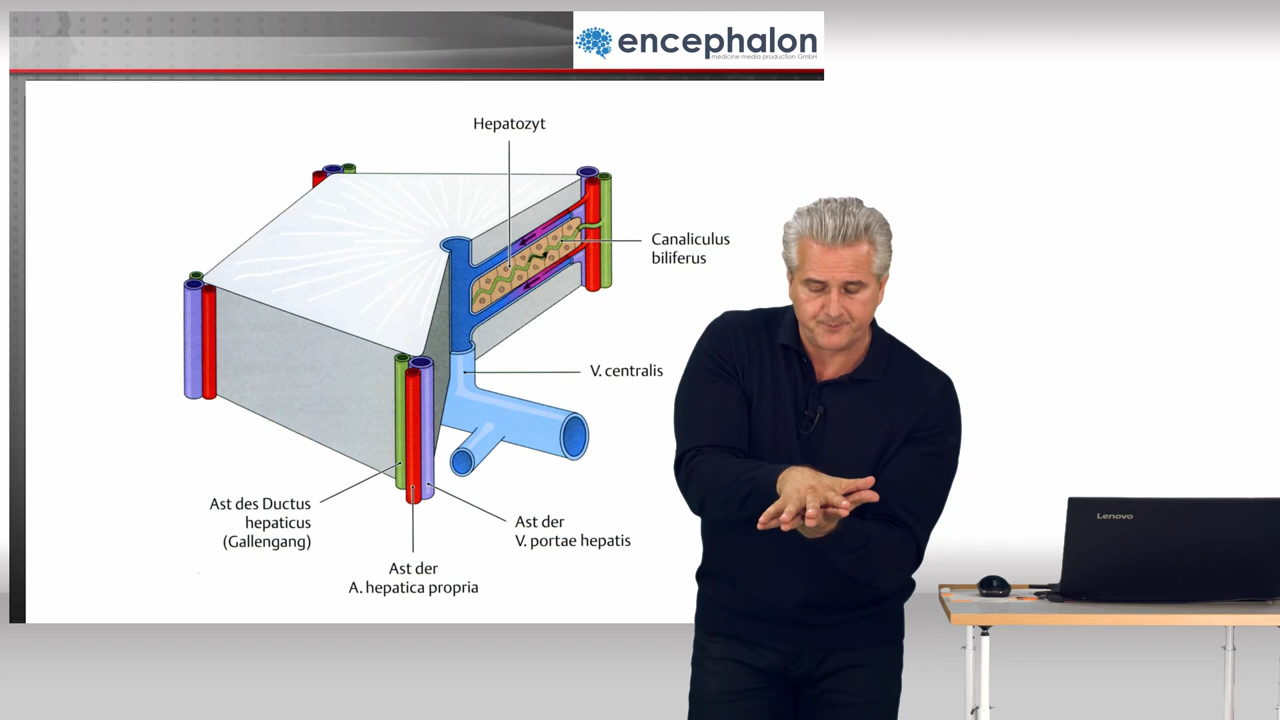 encephalon
medicine media production GmbH
Hepatozyt
Canaliculus
biliferus
V. centralis
Ast des Ductus
hepaticus
(Gallengang)
Ast der
V. portae hepatis
Ast der
A. hepatica propria
Lenovo